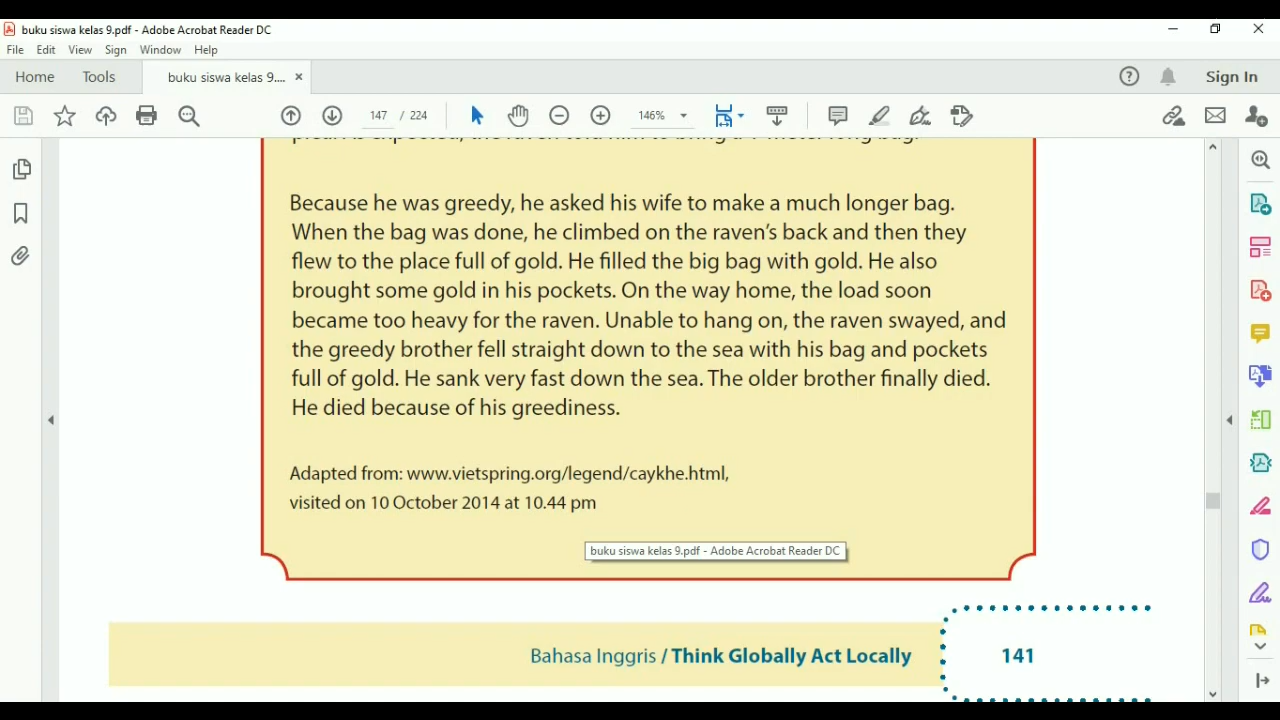 buku siswa kelas 9.pdf - Adobe Acrobat Reader DC
File Edit View Sign Window Help
Home Tools buku siswa kelas 9.... × Sign In
147 / 224 146%
Because he was greedy, he asked his wife to make a much longer bag.
When the bag was done, he climbed on the raven’s back and then they
flew to the place full of gold. He filled the big bag with gold. He also
brought some gold in his pockets. On the way home, the load soon
became too heavy for the raven. Unable to hang on, the raven swayed, and
the greedy brother fell straight down to the sea with his bag and pockets
full of gold. He sank very fast down the sea. The older brother finally died.
He died because of his greediness.
Adapted from: www.vietspring.org/legend/caykhe.html,
visited on 10 October 2014 at 10.44 pm
buku siswa kelas 9.pdf - Adobe Acrobat Reader DC
Bahasa Inggris / Think Globally Act Locally 141